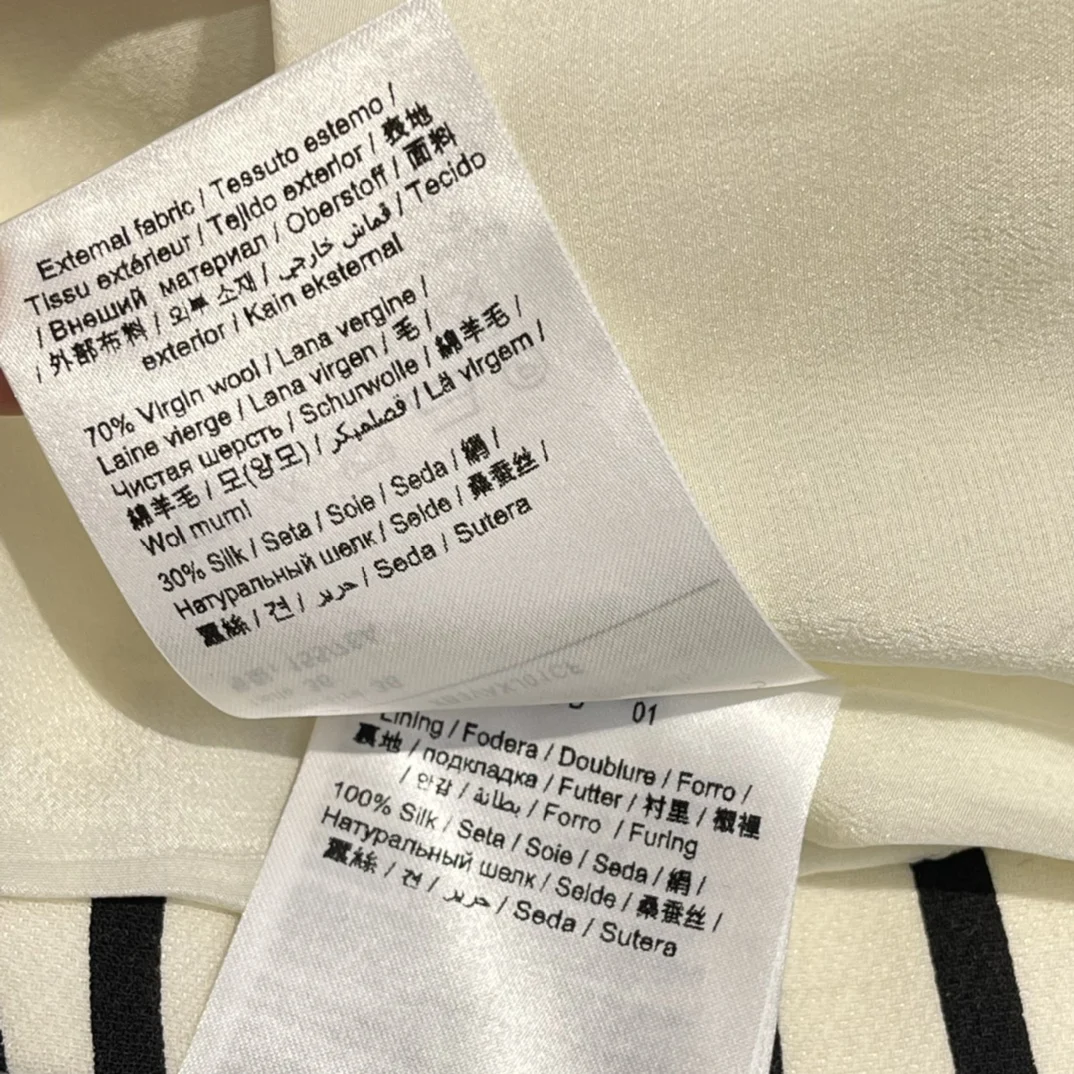 External fabric / Tessuto esterno /
Tissu extérieur / Tejido exterior / 表地
/ Внешний материал / Oberstoff / 面料
/ 外部布料 / 외부 소재 / قماش خارجي / Tecido
exterior / Kain eksternal
70% Virgin wool / Lana vergine /
Laine vierge / Lana virgen / 毛 /
Чистая шерсть / Schurwolle / 綿羊毛 /
綿羊毛 / 모(양모) / / Lã virgem /
Wol murni
30% Silk / Seta / Soie / Seda / 絹 /
Натуральный шелк / Seide / 桑蚕丝 /
蠶絲 / 견 / حرير / Seda / Sutera
01
Lining / Fodera / Doublure / Forro /
裏地 / подкладка / Futter / 衬里 / 襯裡
/ 안감 / بطانة / Forro / Furing
100% Silk / Seta / Soie / Seda / 絹 /
Натуральный шелк / Seide / 桑蚕丝 /
蠶絲 / 견 / حرير / Seda / Sutera